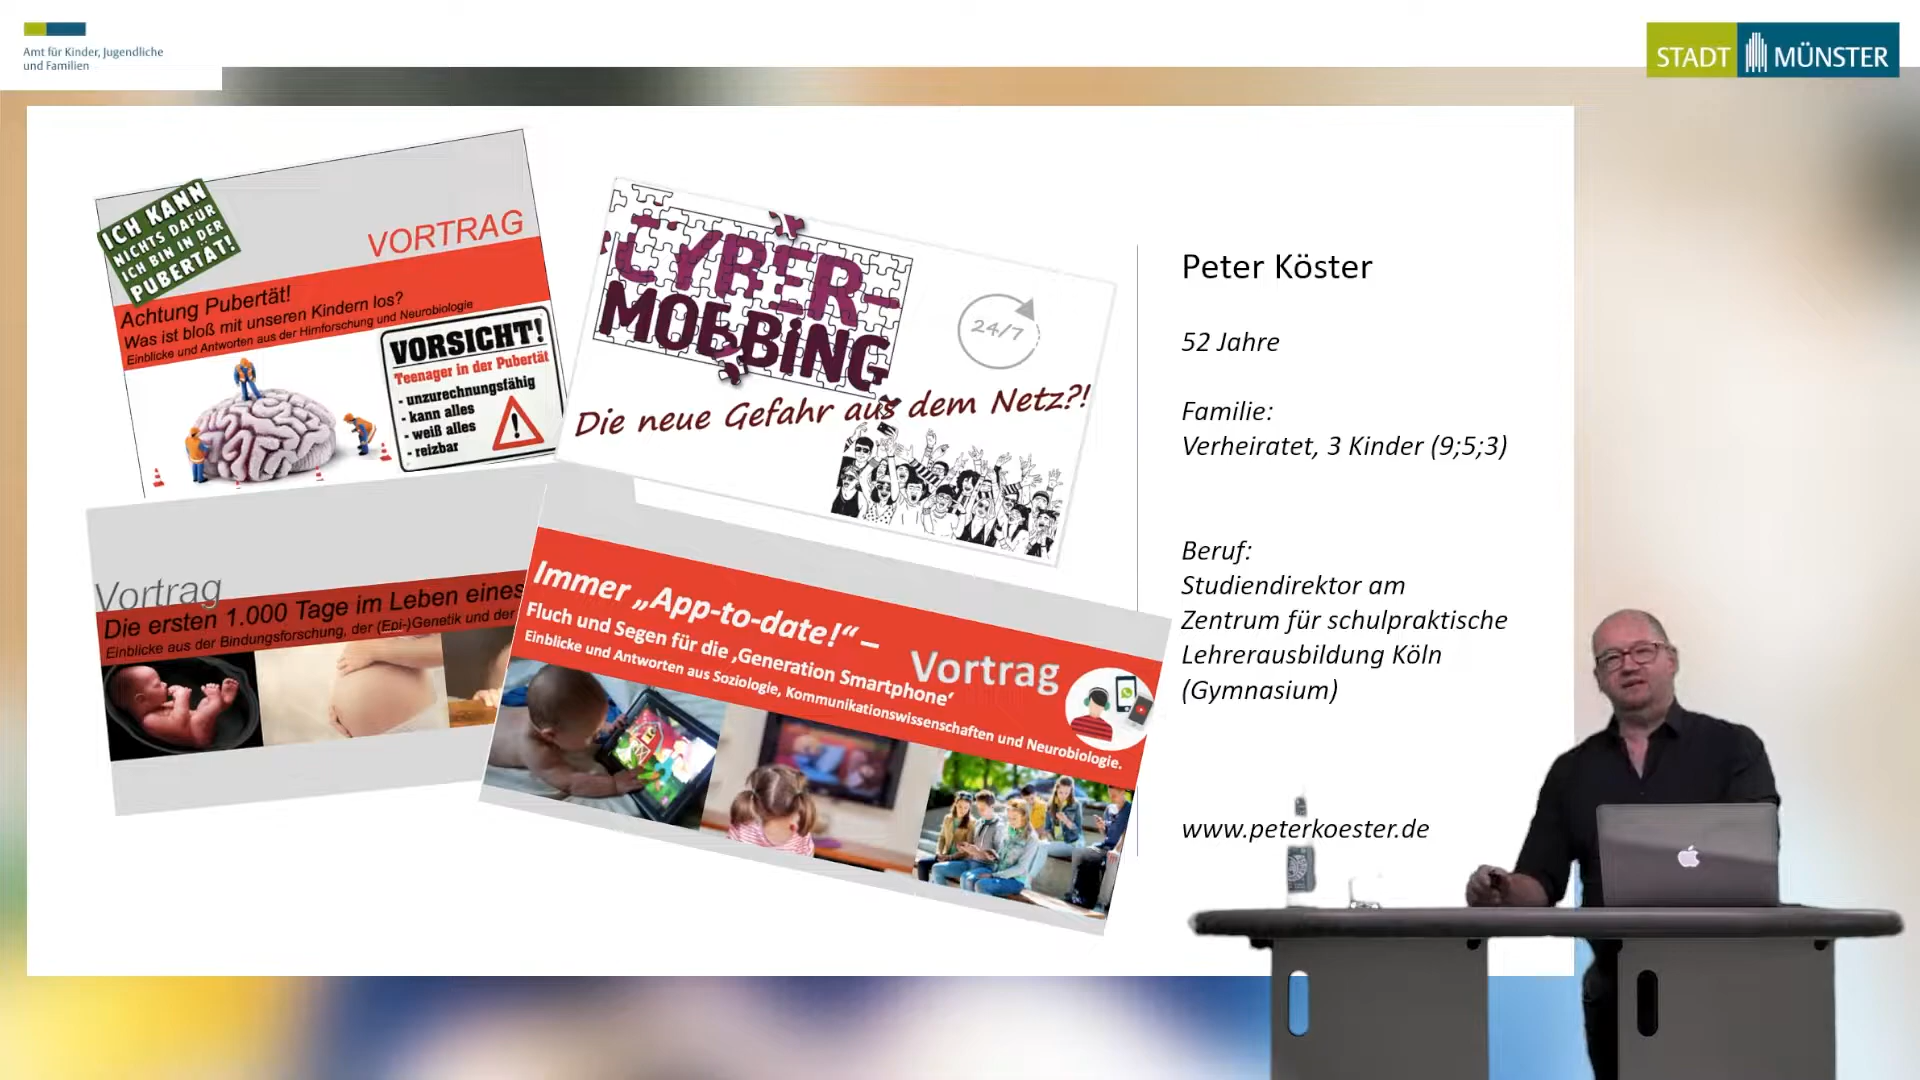 Amt für Kinder, Jugendliche
und Familien
STADT MÜNSTER
ICH KANN
NICHTS DAFÜR
ICH BIN IN DER
PUBERTÄT!
VORTRAG
Achtung Pubertät!
Was ist bloß mit unseren Kindern los?
Einblicke und Antworten aus der Hirnforschung und Neurobiologie
VORSICHT!
Teenager in der Pubertät
- unzurechnungsfähig
- kann alles
- weiß alles
- reizbar
CYBER-
MOBBING
24/7
Die neue Gefahr aus dem Netz?!
Vortrag
Die ersten 1.000 Tage im Leben eines
Einblicke aus der Bindungsforschung, der (Epi-)Genetik und der
Immer „App-to-date!“ –
Fluch und Segen für die ‚Generation Smartphone‘
Einblicke und Antworten aus Soziologie, Kommunikationswissenschaften und Neurobiologie.
Vortrag
Peter Köster
52 Jahre
Familie:
Verheiratet, 3 Kinder (9;5;3)
Beruf:
Studiendirektor am
Zentrum für schulpraktische
Lehrerausbildung Köln
(Gymnasium)
www.peterkoester.de